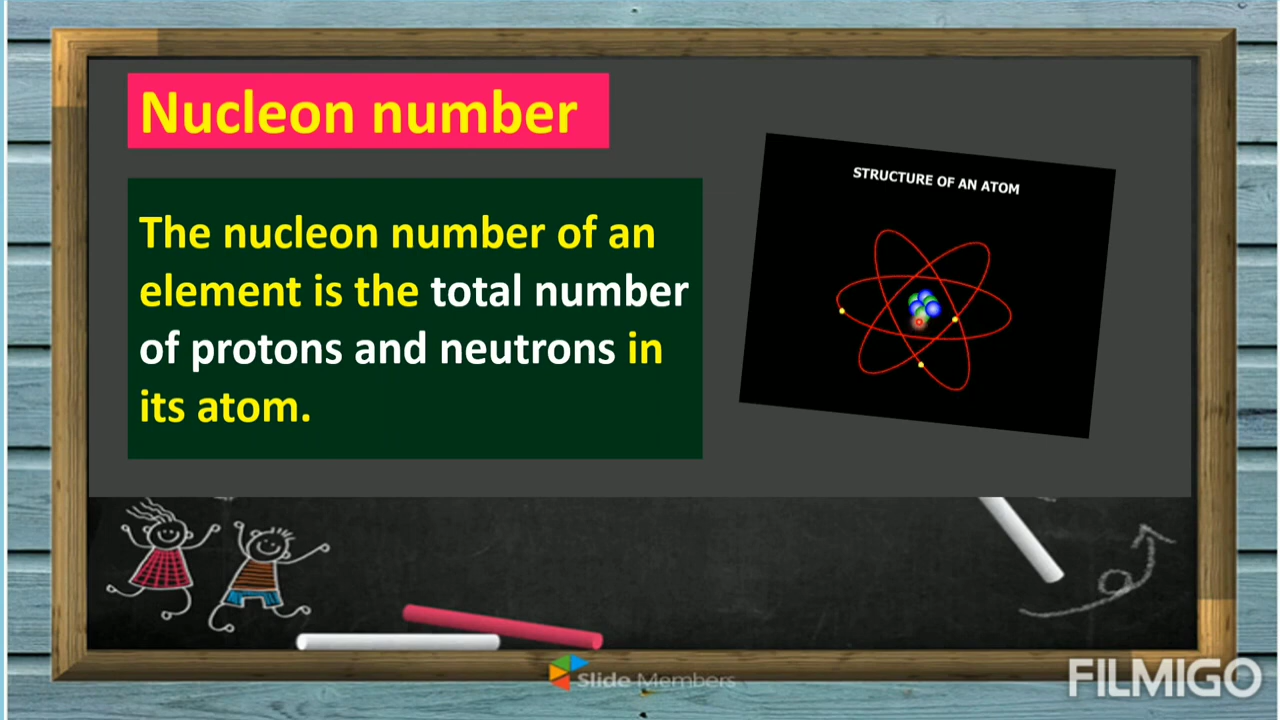 Nucleon number
The nucleon number of an
element is the total number
of protons and neutrons in
its atom.
STRUCTURE OF AN ATOM
Slide Members
FILMIGO